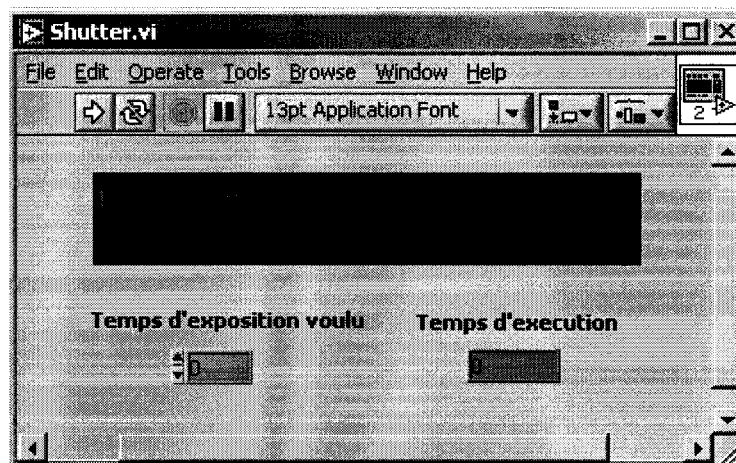 Shutter.vi
File Edit Operate Tools Browse Window Help
13pt Application Font
2
Temps d'exposition voulu Temps d'execution
0 0